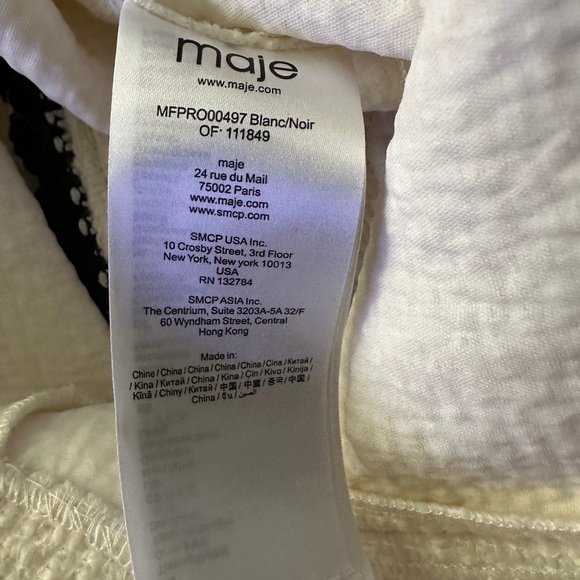 maje
www.maje.com
MFPRO00497 Blanc/Noir
OF: 111849
maje
24 rue du Mail
75002 Paris
www.maje.com
www.smcp.com
SMCP USA Inc.
10 Crosby Street, 3rd Floor
New York, New york 10013
USA
RN 132784
SMCP ASIA Inc.
The Centrium, Suite 3203A-5A 32/F
60 Wyndham Street, Central
Hong Kong
Made in:
Chine / China / China / China / China / Cina / Китай /
/ Kina / Китай / China / Kina / Çin / Kivo / Kinija /
Kīnā / Chiny / Китай / 中国 / 中國 / 중국 / 中国 /
China / จีน / الصين